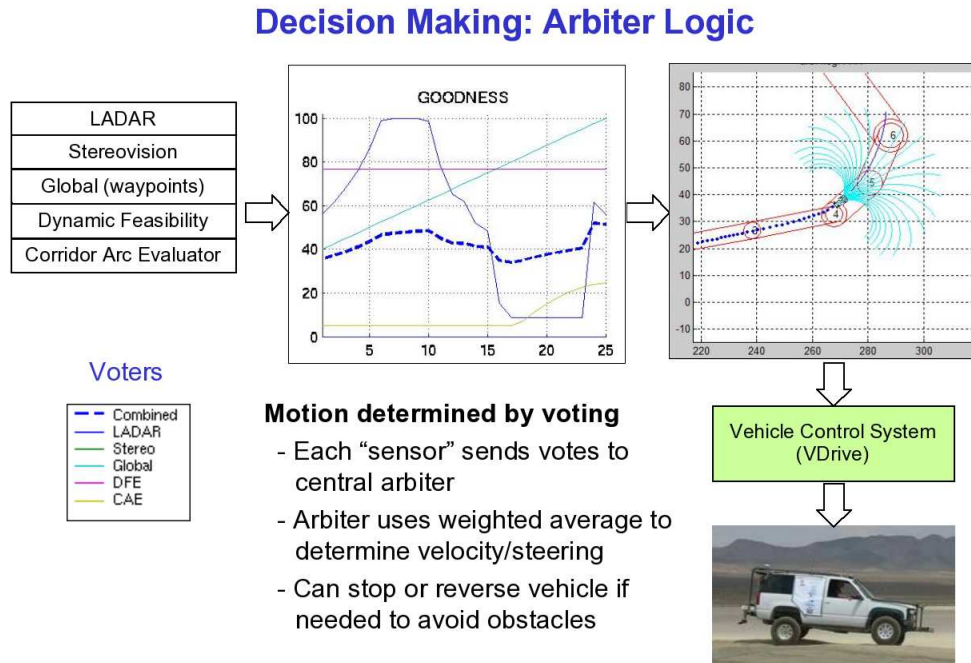 Decision Making: Arbiter Logic
LADAR
Stereovision
Global (waypoints)
Dynamic Feasibility
Corridor Arc Evaluator
GOODNESS
100
80
60
40
20
0
5
10
15
20
25
80
70
60
50
40
30
20
10
0
-10
220
240
260
280
300
3
4
5
6
Voters
Combined
LADAR
Stereo
Global
DFE
CAE
Motion determined by voting
- Each “sensor” sends votes to
central arbiter
- Arbiter uses weighted average to
determine velocity/steering
- Can stop or reverse vehicle if
needed to avoid obstacles
Vehicle Control System
(VDrive)